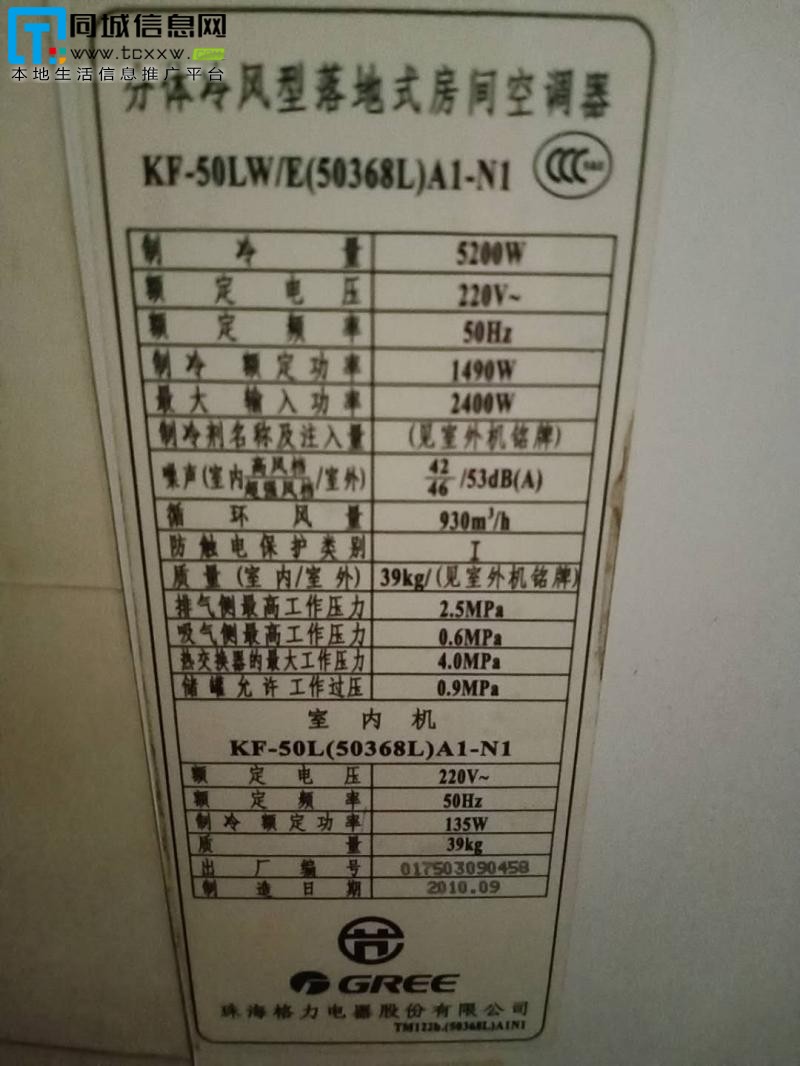 同城信息网
www.tcxxw.com
本地生活信息推广平台
分体冷风型落地式房间空调器
KF-50LW/E(50368L)A1-N1
制冷量 5200W
额定电压 220V~
额定频率 50Hz
制冷额定功率 1490W
最大输入功率 2400W
制冷剂名称及注入量 (见室外机铭牌)
噪声(室内高风档/超强风档/室外) 42/46 /53dB(A)
循环风量 930m³/h
防触电保护类别 I
质量(室内/室外) 39kg/(见室外机铭牌)
排气侧最高工作压力 2.5MPa
吸气侧最高工作压力 0.6MPa
热交换器的最大工作压力 4.0MPa
储罐允许工作过压 0.9MPa
室内机
KF-50L(50368L)A1-N1
额定电压 220V~
额定频率 50Hz
制冷额定功率 135W
质量 39kg
出厂编号 017503090458
制造日期 2010.09
GREE
珠海格力电器股份有限公司
TM122b.(50368L)A1N1